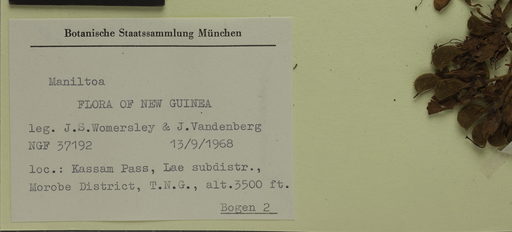 Botanische Staatssammlung München
Maniltoa
FLORA OF NEW GUINEA
leg. J.S.Womersley & J.Vandenberg
NGF 37192 13/9/1968
loc.: Kassam Pass, Lae subdistr.,
Morobe District, T.N.G., alt.3500 ft.
Bogen 2